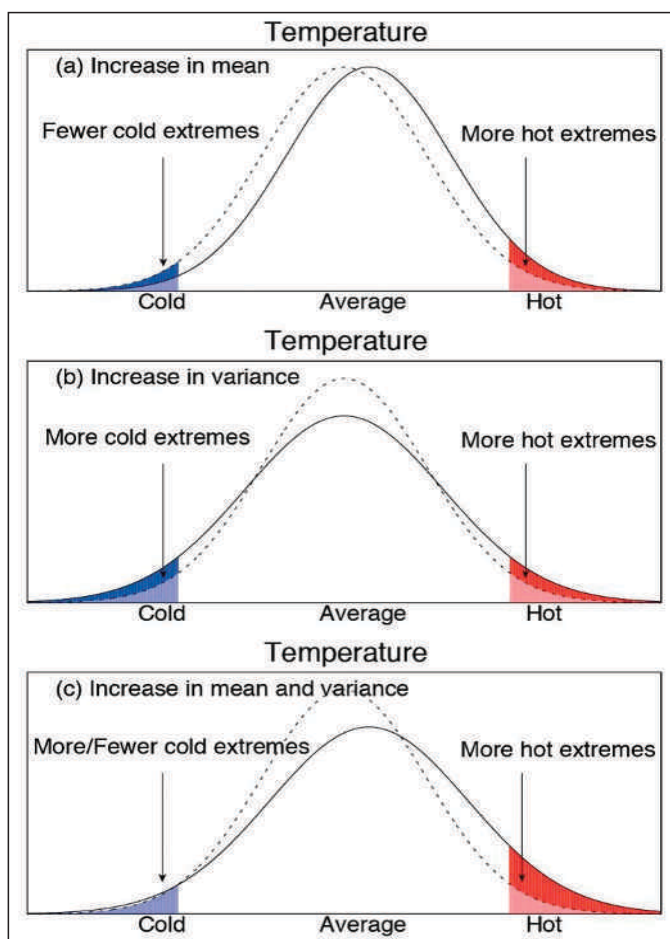 Temperature
(a) Increase in mean
Fewer cold extremes More hot extremes
Cold Average Hot
Temperature
(b) Increase in variance
More cold extremes More hot extremes
Cold Average Hot
Temperature
(c) Increase in mean and variance
More/Fewer cold extremes More hot extremes
Cold Average Hot